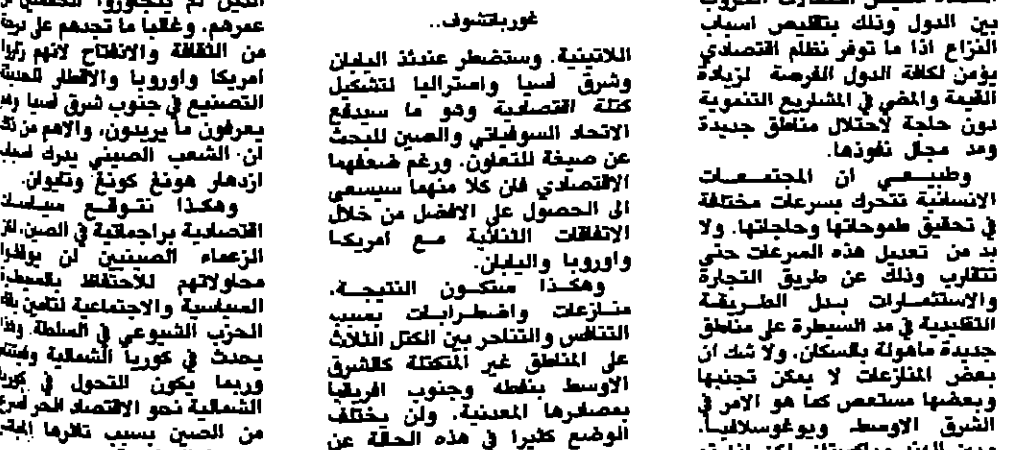 بين الدول وذلك بتقليص اسباب
النزاع اذا ما توفر نظام اقتصادي
يؤمن لكافة الدول الفرصة لزيادة
القيمة والمضي في المشاريع التنموية
دون حاجة لاحتلال مناطق جديدة
ومد مجال نفوذها.
وطبيعي ان المجتمعات
الانسانية تتحرك بسرعات مختلفة
في تحقيق طموحاتها وحاجاتها. ولا
بد من تعديل هذه السرعات حتى
تتقارب وذلك عن طريق التجارة
والاستثمارات بدل الطريقة
التقليدية في مد السيطرة على مناطق
جديدة ماهولة بالسكان. ولا شك ان
بعض المنازعات لا يمكن تجنبها
وبعضها مستعص كما هو الامر في
الشرق الاوسط ويوغوسلافيا.
غورباتشوف..
اللاتينية. وستضطر عندئذ اليابان
وشرق اسيا واستراليا لتشكيل
كتلة اقتصادية وهو ما سيدفع
الاتحاد السوفياتي والصين للبحث
عن صيغة للتعاون. ورغم ضعفهما
الاقتصادي فان كلا منهما سيسعى
الى الحصول على الافضل من خلال
الاتفاقات الثنائية مع امريكا
واوروبا واليابان.
وهكذا ستكون النتيجة.
منازعات واضطرابات بسبب
التنافس والتناحر بين الكتل الثلاث
على المناطق غير المتكتلة كالشرق
الاوسط بنفطه وجنوب افريقيا
بمصادرها المعدنية. ولن يختلف
الوضع كثيرا في هذه الحالة عن
عمرهم. وغالبا ما تجدهم على درجة
من الثقافة والانفتاح لانهم زاروا
امريكا واوروبا والاقطار الحديثة
التصنيع في جنوب شرق اسيا وهم
يعرفون ما يريدون، والاهم من ذلك
ان الشعب الصيني يدرك اسباب
ازدهار هونغ كونغ وتايوان.
وهكذا نتوقع سياسات
اقتصادية براجماتية في الصين.
الزعماء الصينيين لن يوقفوا
محاولاتهم للاحتفاظ بالسيطرة
السياسية والاجتماعية لتامين بقاء
الحزب الشيوعي في السلطة. وهذا
يحدث في كوريا الشمالية وفيتنام
وربما يكون التحول في كوريا
الشمالية نحو الاقتصاد الحر اسرع
من الصين بسبب تاثرها